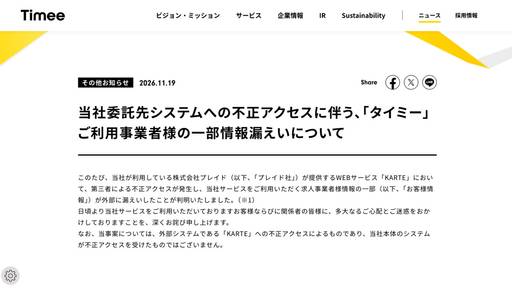 Timee
ビジョン・ミッション サービス 企業情報 IR Sustainability ニュース 採用情報
その他お知らせ 2026.11.19 Share
当社委託先システムへの不正アクセスに伴う、「タイミー」
ご利用事業者様の一部情報漏えいについて
このたび、当社が利用している株式会社プレイド（以下、「プレイド社」）が提供するWEBサービス「KARTE」におい
て、第三者による不正アクセスが発生し、当社サービスをご利用いただく求人事業者様情報の一部（以下、「お客様情
報」）が外部に漏えいしたことが判明いたしました。（※1）
日頃より当社サービスをご利用いただいておりますお客様ならびに関係者の皆様に、多大なるご心配とご迷惑をおか
けしておりますことを、深くお詫び申し上げます。
なお、当事案については、外部システムである「KARTE」への不正アクセスによるものであり、当社本体のシステム
が不正アクセスを受けたものではございません。